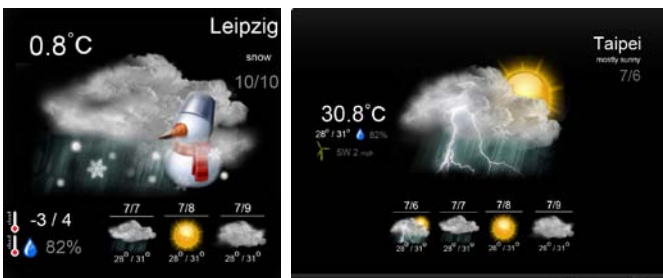 Leipzig
0.8°C
snow
10/10
-3 / 4
82%
7/7 7/8 7/9
28°/31° 28°/31° 28°/31°
Taipei
mostly sunny
7/6
30.8°C
28°/ 31° 82%
SW 2 mph
7/6 7/7 7/8 7/9
28°/31° 28°/31° 28°/31° 28°/31°